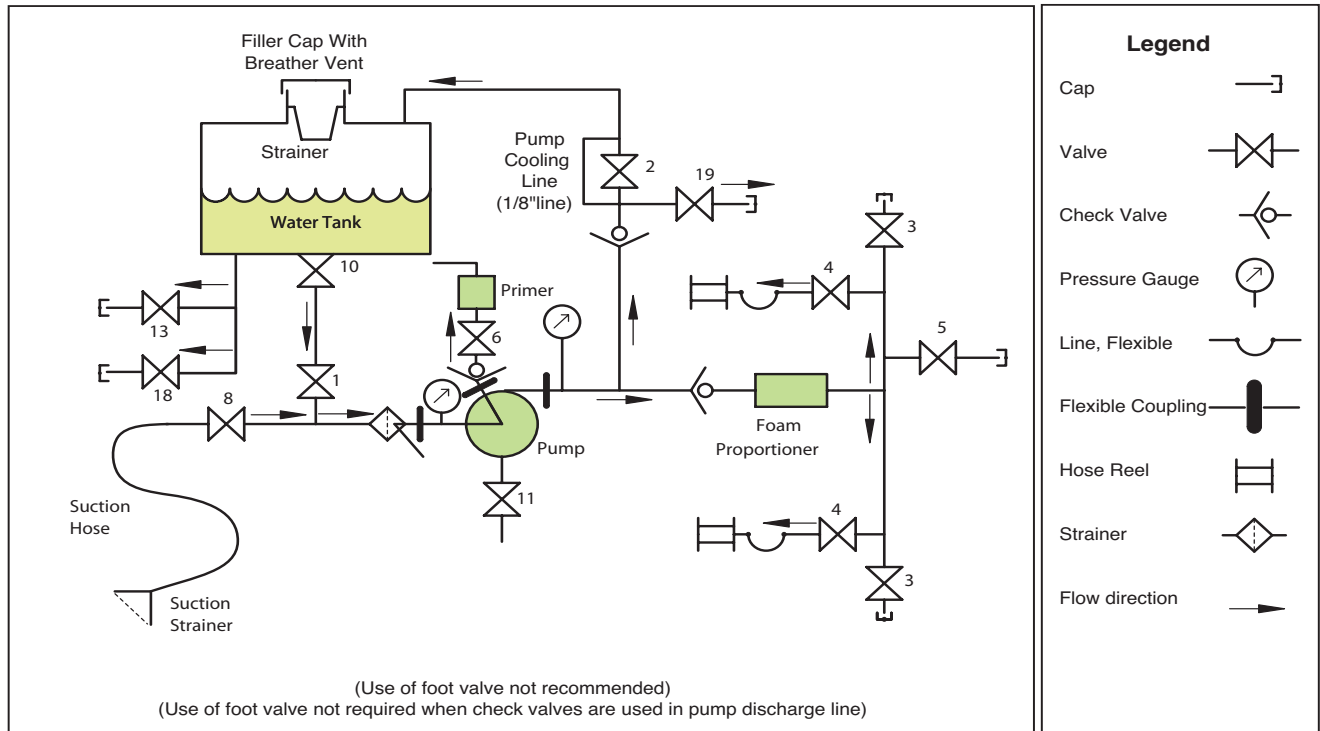 Filler Cap With
Breather Vent
Strainer
Water Tank
Pump
Cooling
Line
(1/8"line)
2
19
3
10
4
Primer
13
6
5
18
1
8
Foam
Proportioner
Pump
11
4
Suction
Hose
3
Suction
Strainer
(Use of foot valve not recommended)
(Use of foot valve not required when check valves are used in pump discharge line)
Legend
Cap
Valve
Check Valve
Pressure Gauge
Line, Flexible
Flexible Coupling
Hose Reel
Strainer
Flow direction